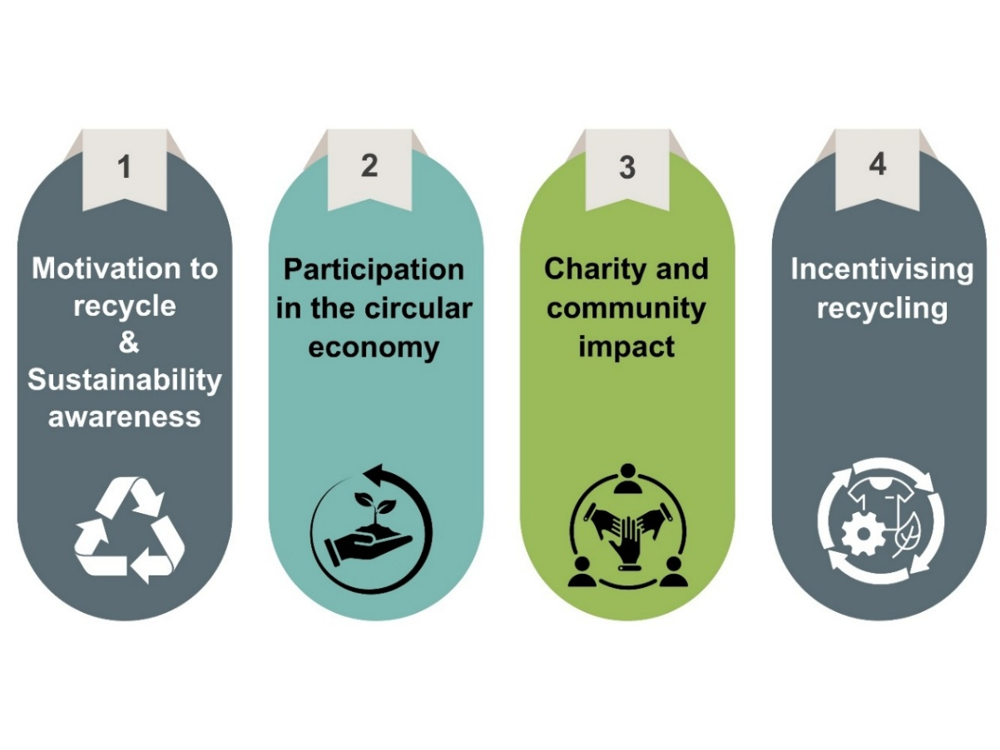 1
Motivation to
recycle
&
Sustainability
awareness
2
Participation
in the circular
economy
3
Charity and
community
impact
4
Incentivising
recycling